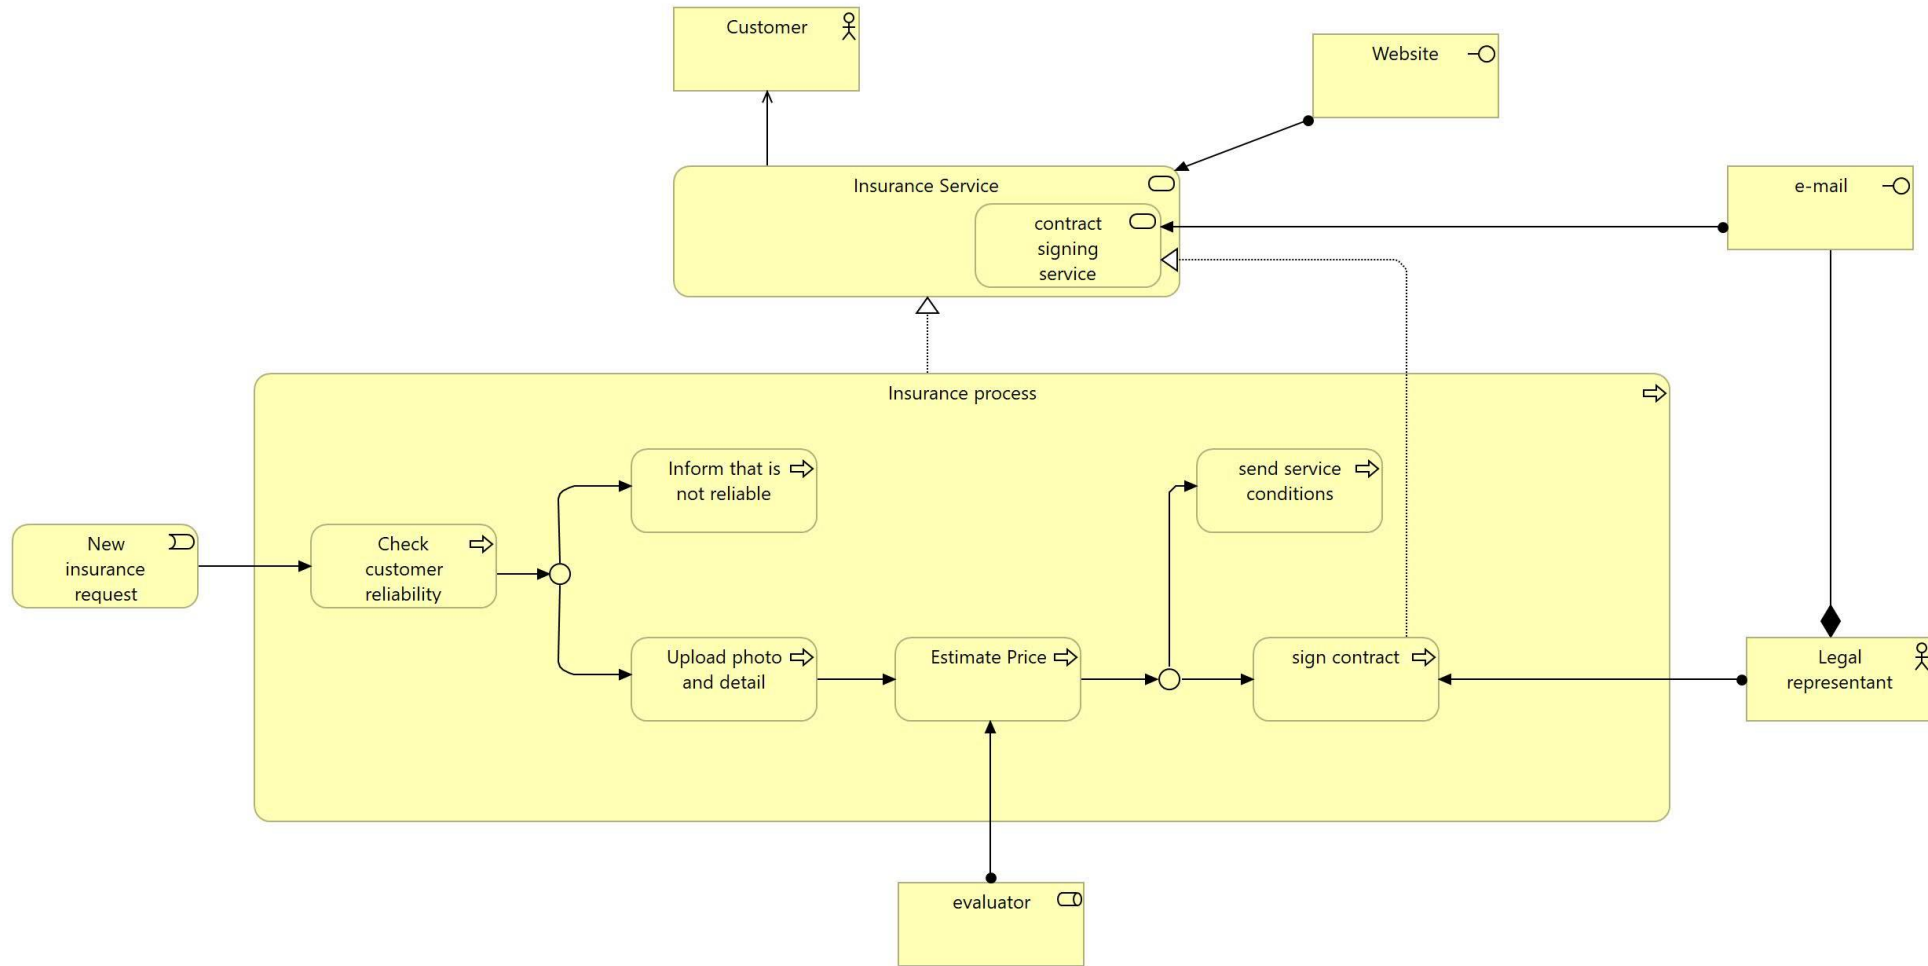 Customer
Website
Insurance Service
e-mail
contract
signing
service
Insurance process
Inform that is
not reliable
send service
conditions
New
insurance
request
Check
customer
reliability
Upload photo
and detail
Estimate Price
sign contract
Legal
representant
evaluator